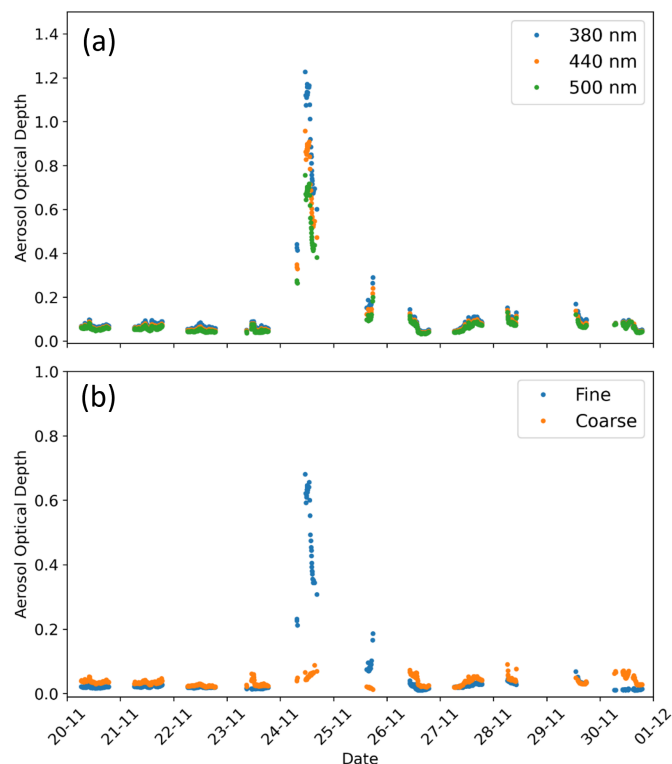 (a)
380 nm
440 nm
500 nm
1.4
1.2
1.0
0.8
0.6
0.4
0.2
0.0
Aerosol Optical Depth
(b)
Fine
Coarse
1.0
0.8
0.6
0.4
0.2
0.0
Aerosol Optical Depth
20-11
21-11
22-11
23-11
24-11
25-11
26-11
27-11
28-11
29-11
30-11
01-12
Date